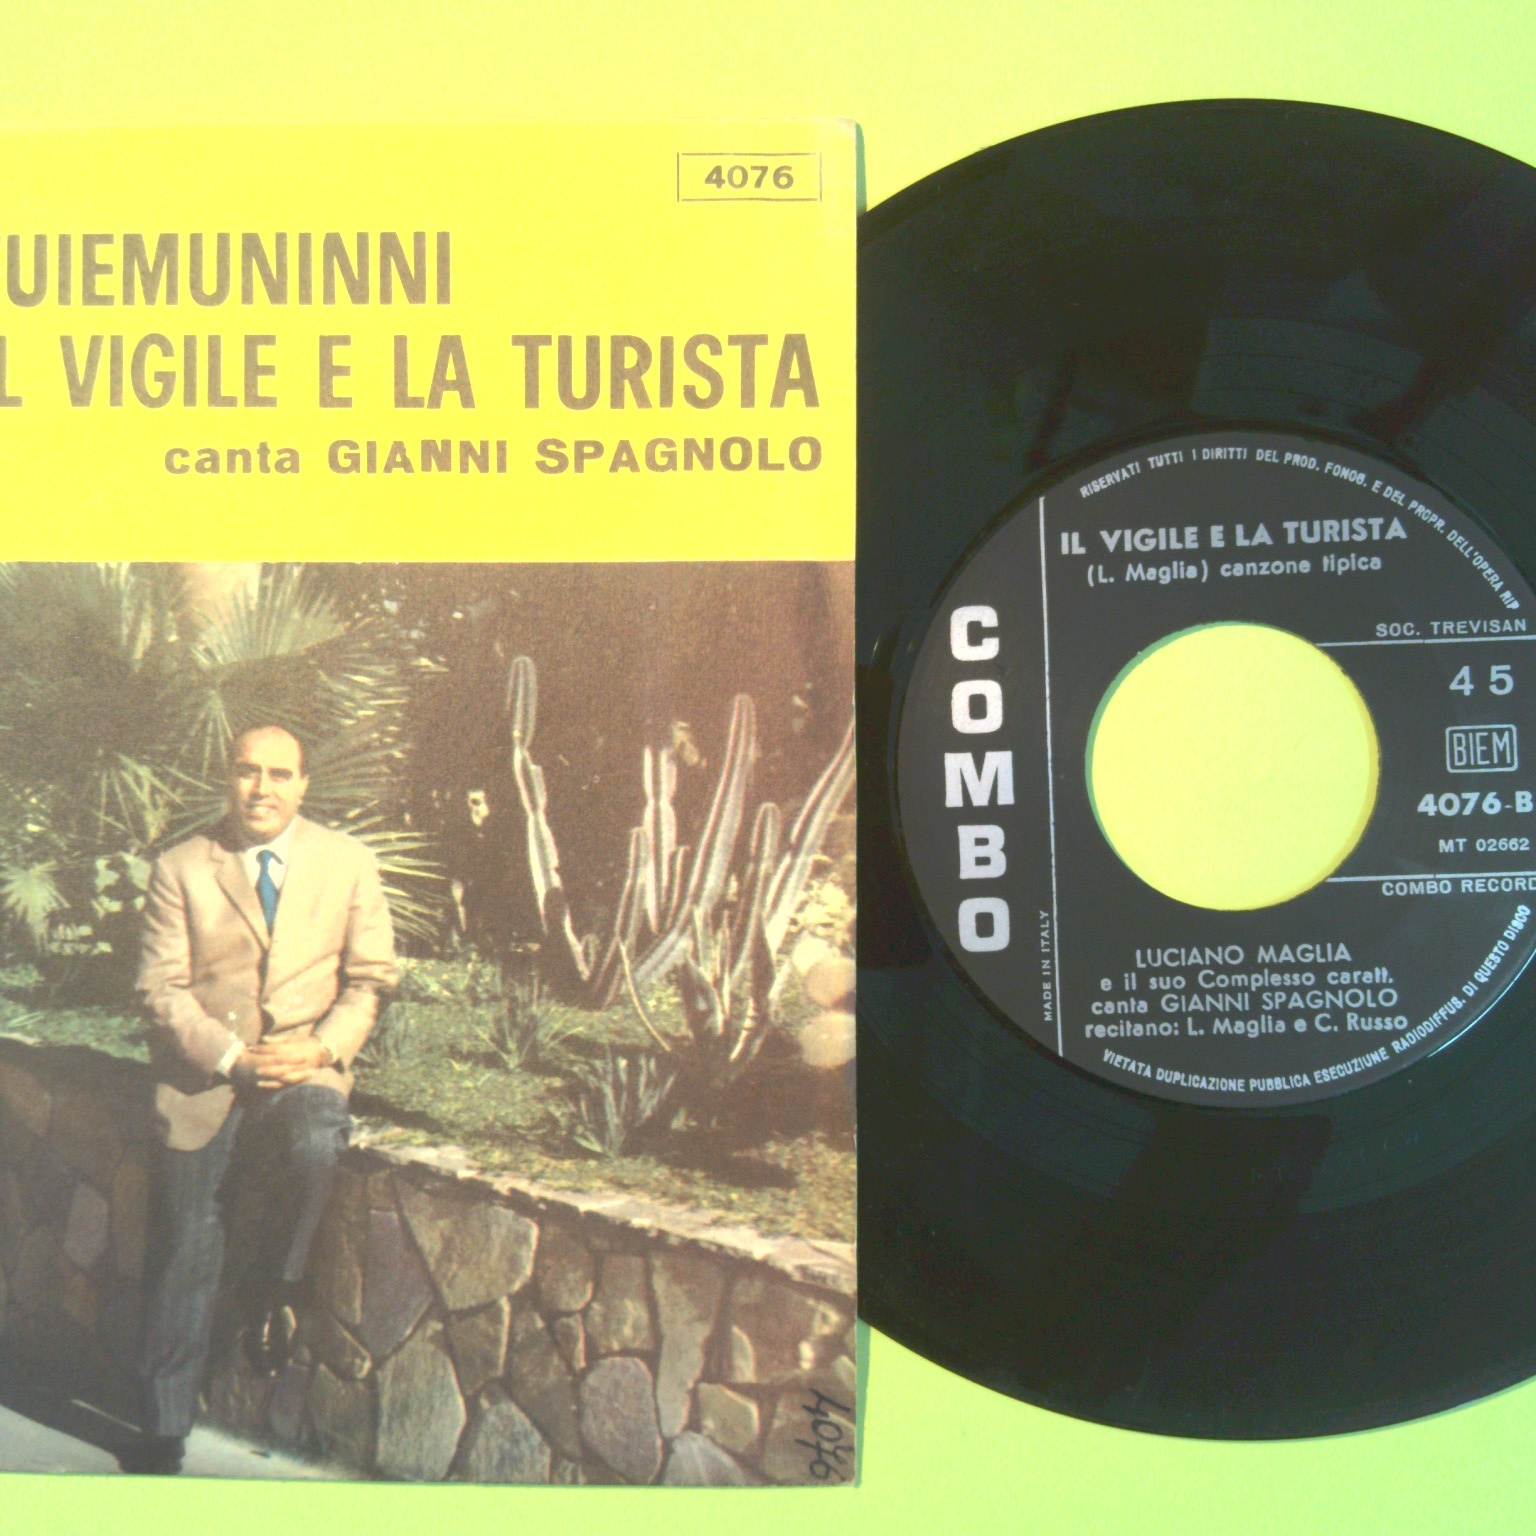 4076
UIEMUNINNI
L VIGILE E LA TURISTA
canta GIANNI SPAGNOLO
4076
RISERVATI TUTTI I DIRITTI DEL PROD. FONOG. E DEL PROPR. DELL'OPERA RIP
IL VIGILE E LA TURISTA
(L. Maglia) canzone tipica
COMBO
SOC. TREVISAN
45
BIEM
4076-B
MT 02662
COMBO RECORD
MADE IN ITALY
LUCIANO MAGLIA
e il suo Complesso caratt.
canta GIANNI SPAGNOLO
recitano: L. Maglia e C. Russo
VIETATA DUPLICAZIONE PUBBLICA ESECUZIUNE RADIODIFFUS. DI QUESTO DISCO